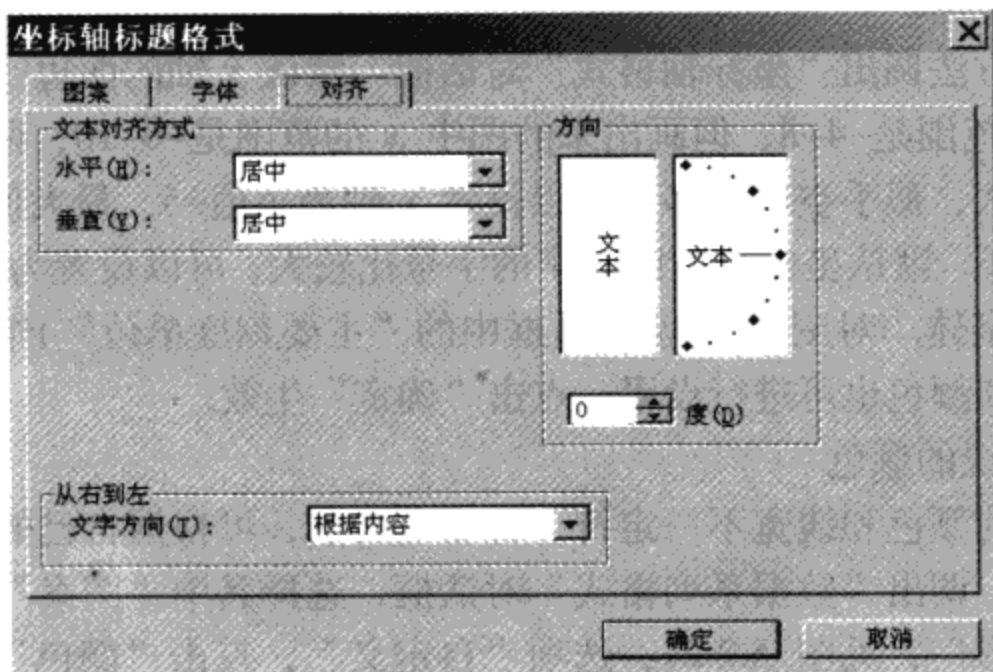 坐标轴标题格式
图案 字体 对齐
文本对齐方式
水平(H): 居中
垂直(V): 居中
方向
文本
文本
0 度(D)
从右到左
文字方向(T): 根据内容
确定 取消